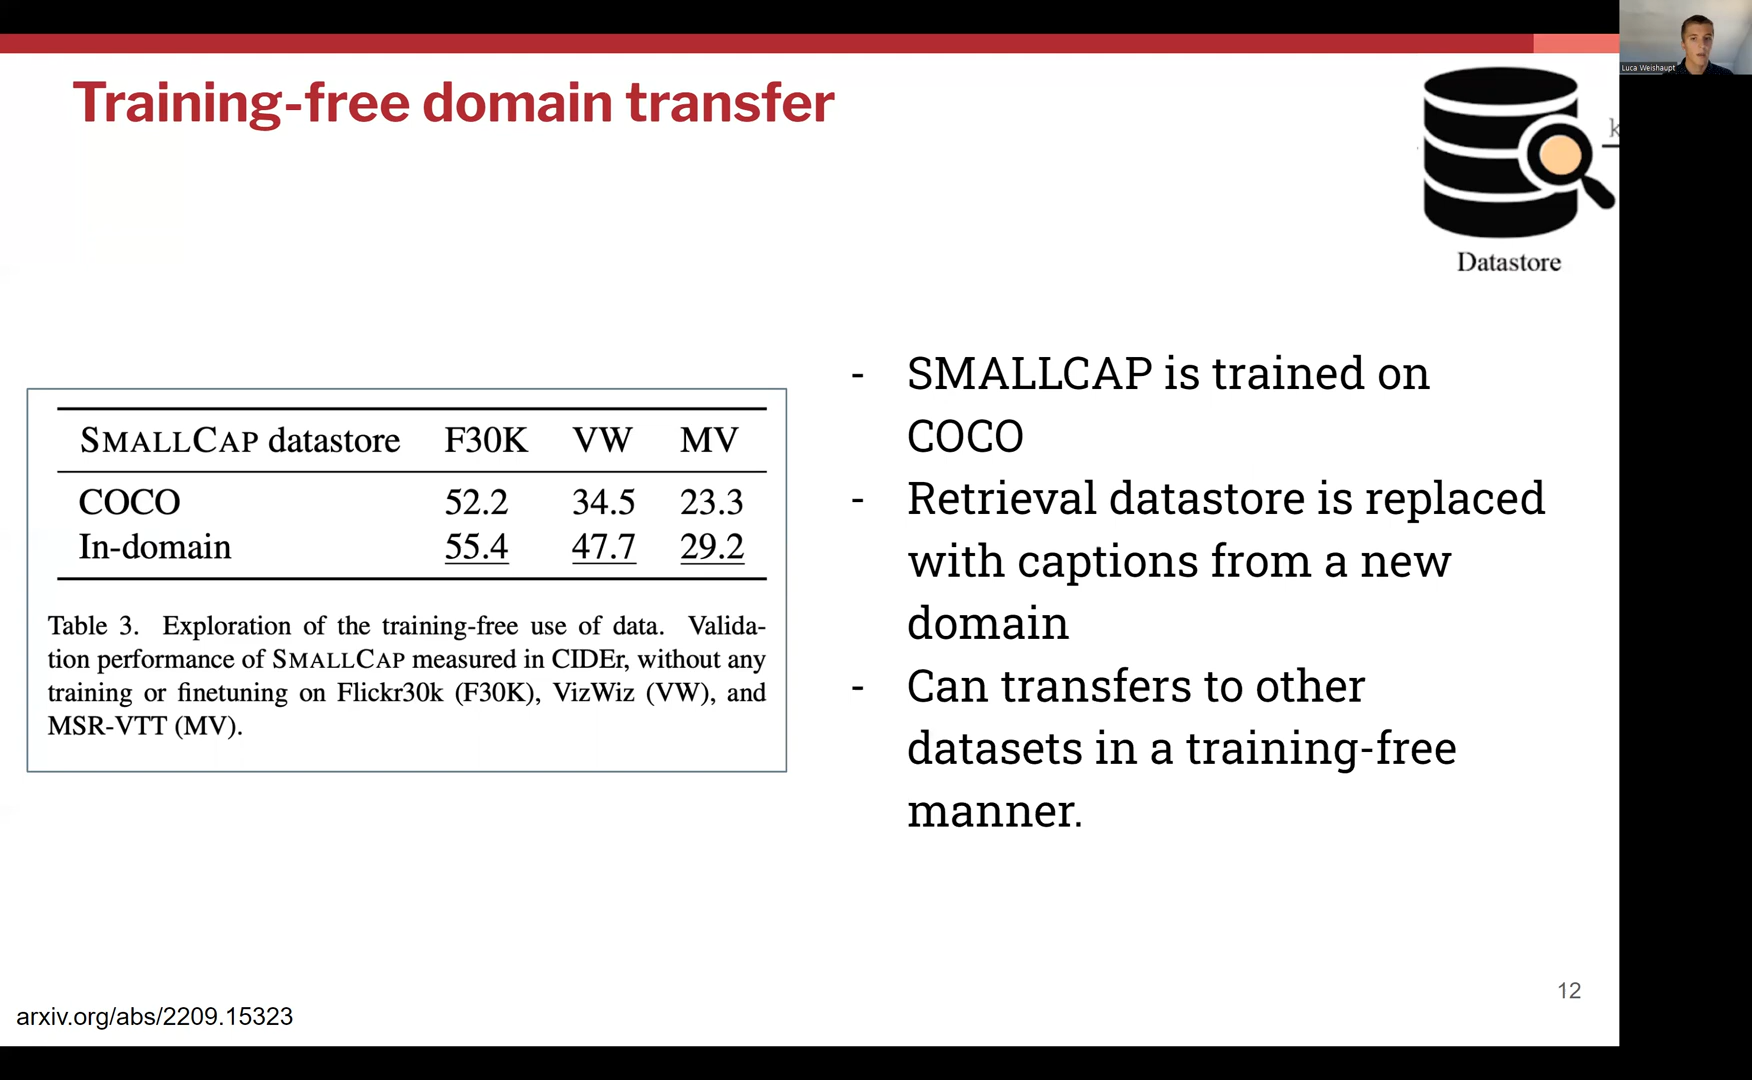 Training-free domain transfer
Luca Weishaupt
k
Datastore
SMALLCAP datastore F30K VW MV
COCO 52.2 34.5 23.3
In-domain 55.4 47.7 29.2
Table 3. Exploration of the training-free use of data. Valida-
tion performance of SMALLCAP measured in CIDEr, without any
training or finetuning on Flickr30k (F30K), VizWiz (VW), and
MSR-VTT (MV).
- SMALLCAP is trained on
COCO
- Retrieval datastore is replaced
with captions from a new
domain
- Can transfers to other
datasets in a training-free
manner.
12
arxiv.org/abs/2209.15323